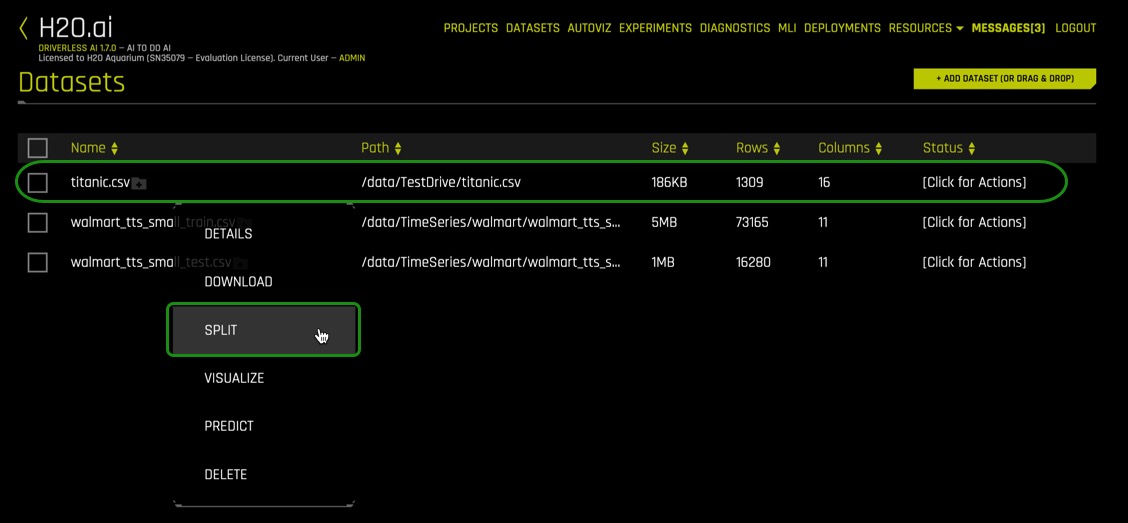 H2O.ai
PROJECTS DATASETS AUTOVIZ EXPERIMENTS DIAGNOSTICS MLI DEPLOYMENTS RESOURCES MESSAGES[3] LOGOUT
DRIVERLESS AI 1.7.0 – AI TO DO AI
Licensed to H2O Aquarium (SN35079 – Evaluation License). Current User – ADMIN
Datasets
+ ADD DATASET (OR DRAG & DROP)
Name Path Size Rows Columns Status
titanic.csv /data/TestDrive/titanic.csv 186KB 1309 16 [Click for Actions]
walmart_tts_small_train.csv /data/TimeSeries/walmart/walmart_tts_s... 5MB 73165 11 [Click for Actions]
DETAILS
walmart_tts_small_test.csv /data/TimeSeries/walmart/walmart_tts_s... 1MB 16280 11 [Click for Actions]
DOWNLOAD
SPLIT
VISUALIZE
PREDICT
DELETE